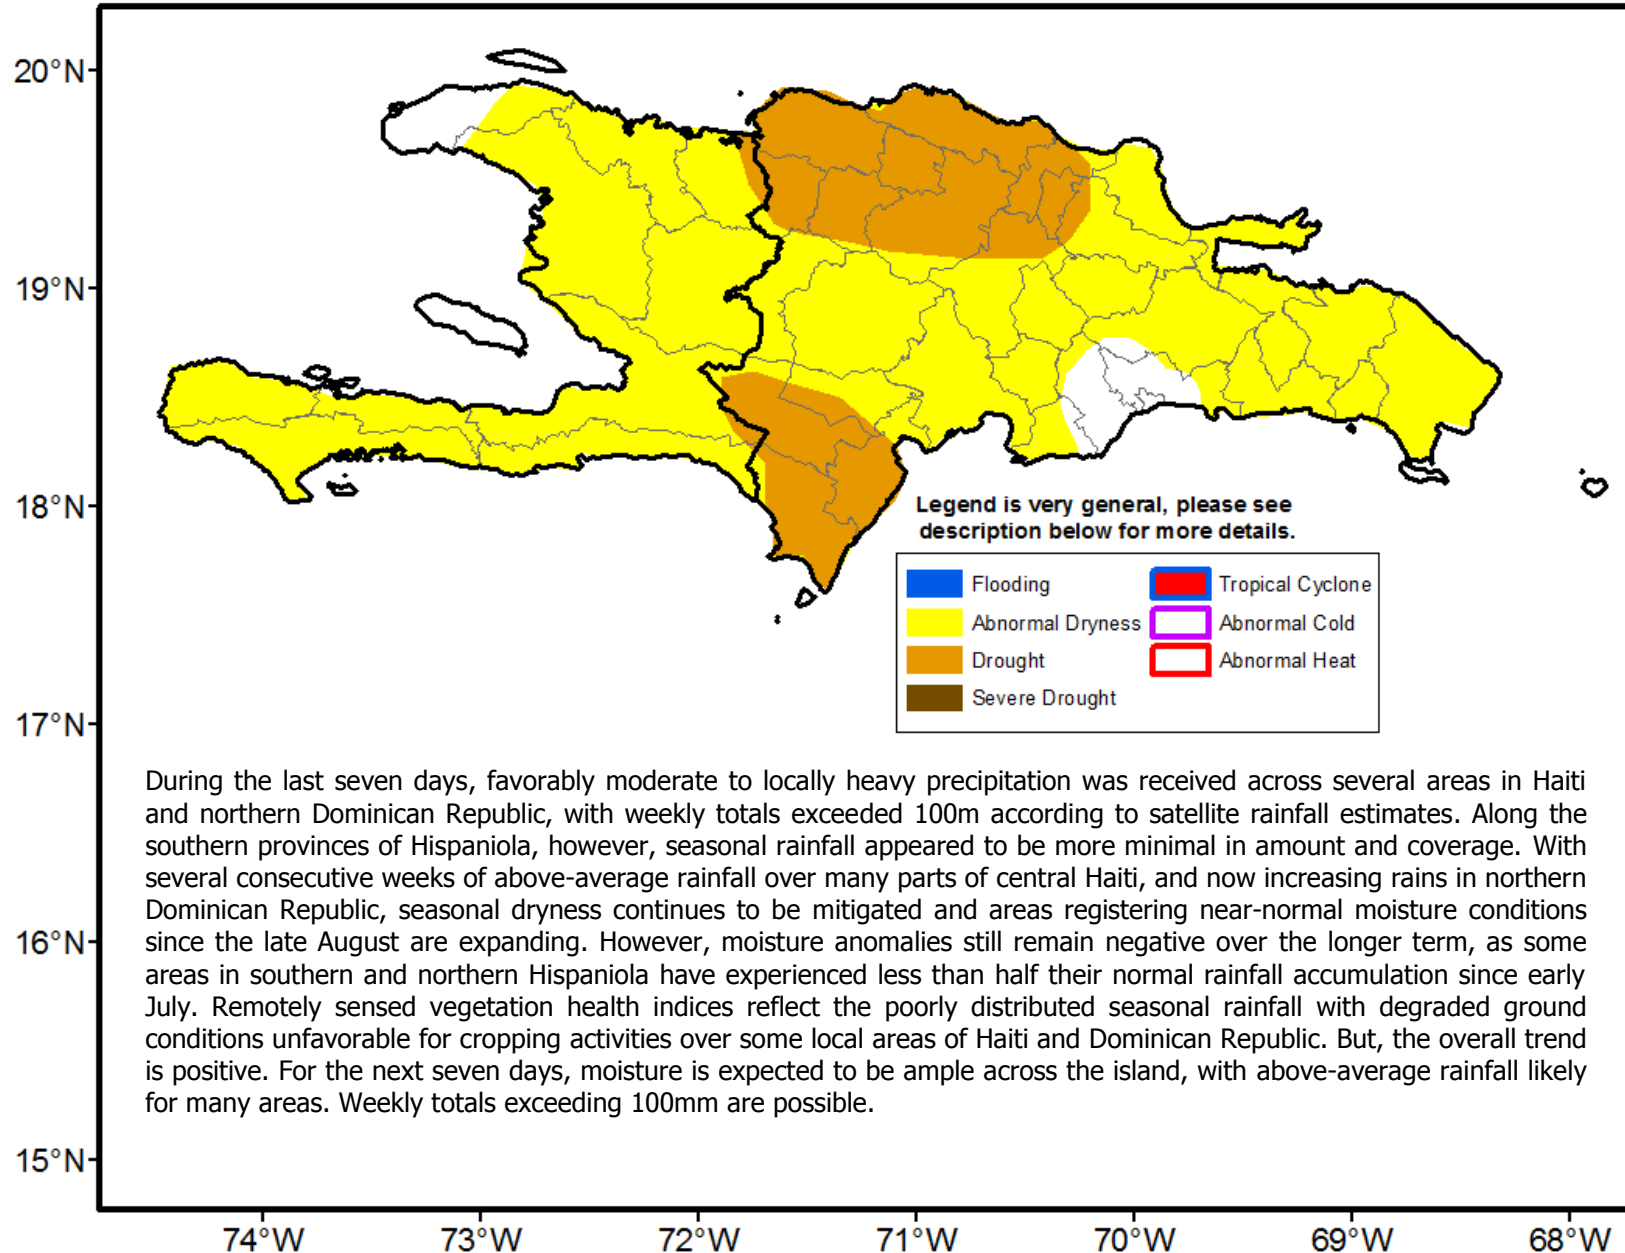 20°N
19°N
18°N
17°N
16°N
15°N
Legend is very general, please see
description below for more details.
Flooding
Tropical Cyclone
Abnormal Dryness
Abnormal Cold
Drought
Abnormal Heat
Severe Drought
During the last seven days, favorably moderate to locally heavy precipitation was received across several areas in Haiti
and northern Dominican Republic, with weekly totals exceeded 100m according to satellite rainfall estimates. Along the
southern provinces of Hispaniola, however, seasonal rainfall appeared to be more minimal in amount and coverage. With
several consecutive weeks of above-average rainfall over many parts of central Haiti, and now increasing rains in northern
Dominican Republic, seasonal dryness continues to be mitigated and areas registering near-normal moisture conditions
since the late August are expanding. However, moisture anomalies still remain negative over the longer term, as some
areas in southern and northern Hispaniola have experienced less than half their normal rainfall accumulation since early
July. Remotely sensed vegetation health indices reflect the poorly distributed seasonal rainfall with degraded ground
conditions unfavorable for cropping activities over some local areas of Haiti and Dominican Republic. But, the overall trend
is positive. For the next seven days, moisture is expected to be ample across the island, with above-average rainfall likely
for many areas. Weekly totals exceeding 100mm are possible.
74°W
73°W
72°W
71°W
70°W
69°W
68°W